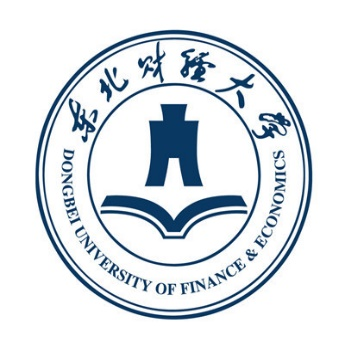 东北财经大学
DONGBEI UNIVERSITY OF FINANCE & ECONOMICS